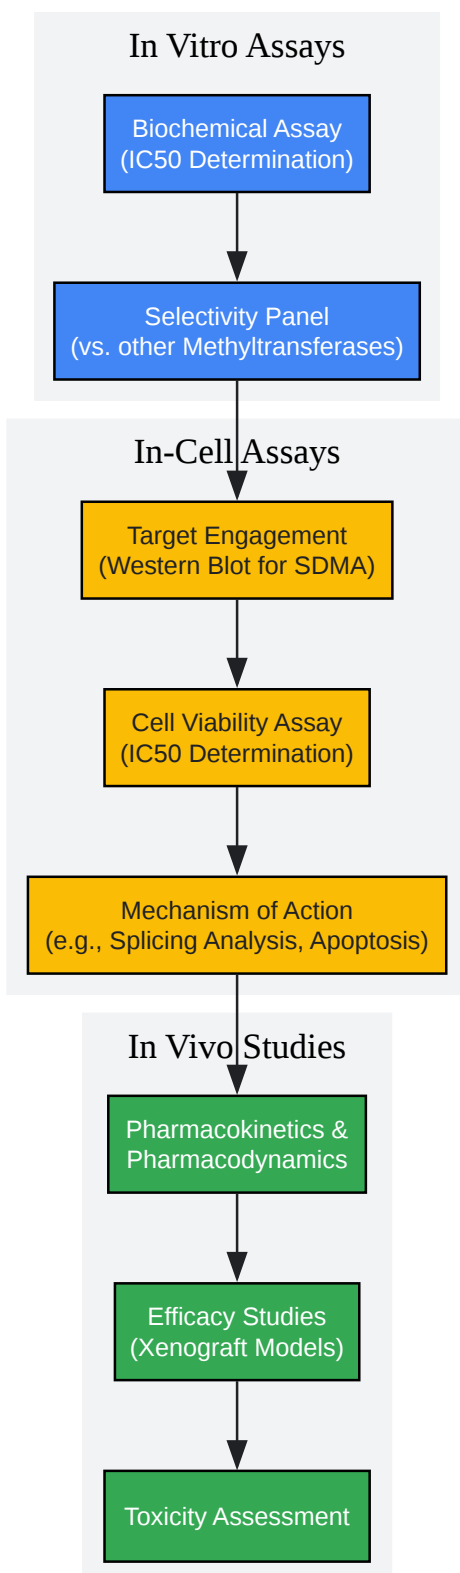 In Vitro Assays
Biochemical Assay
(IC50 Determination)
Selectivity Panel
(vs. other Methyltransferases)
In-Cell Assays
Target Engagement
(Western Blot for SDMA)
Cell Viability Assay
(IC50 Determination)
Mechanism of Action
(e.g., Splicing Analysis, Apoptosis)
In Vivo Studies
Pharmacokinetics &
Pharmacodynamics
Efficacy Studies
(Xenograft Models)
Toxicity Assessment